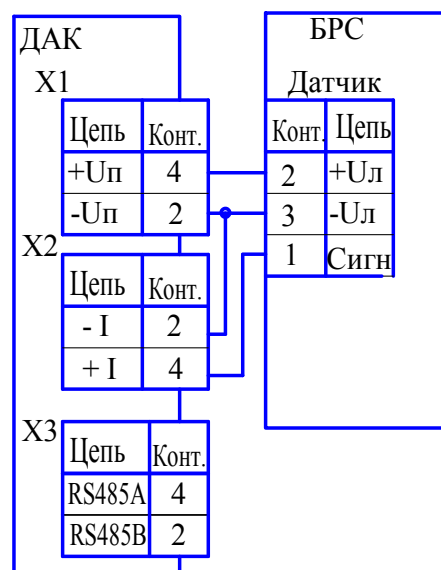 ДАК
X1
Цепь Конт.
+Uп 4
-Uп 2
X2
Цепь Конт.
- I 2
+ I 4
X3
Цепь Конт.
RS485A 4
RS485B 2
БРС
Датчик
Конт. Цепь
2 +Uл
3 -Uл
1 Сигн